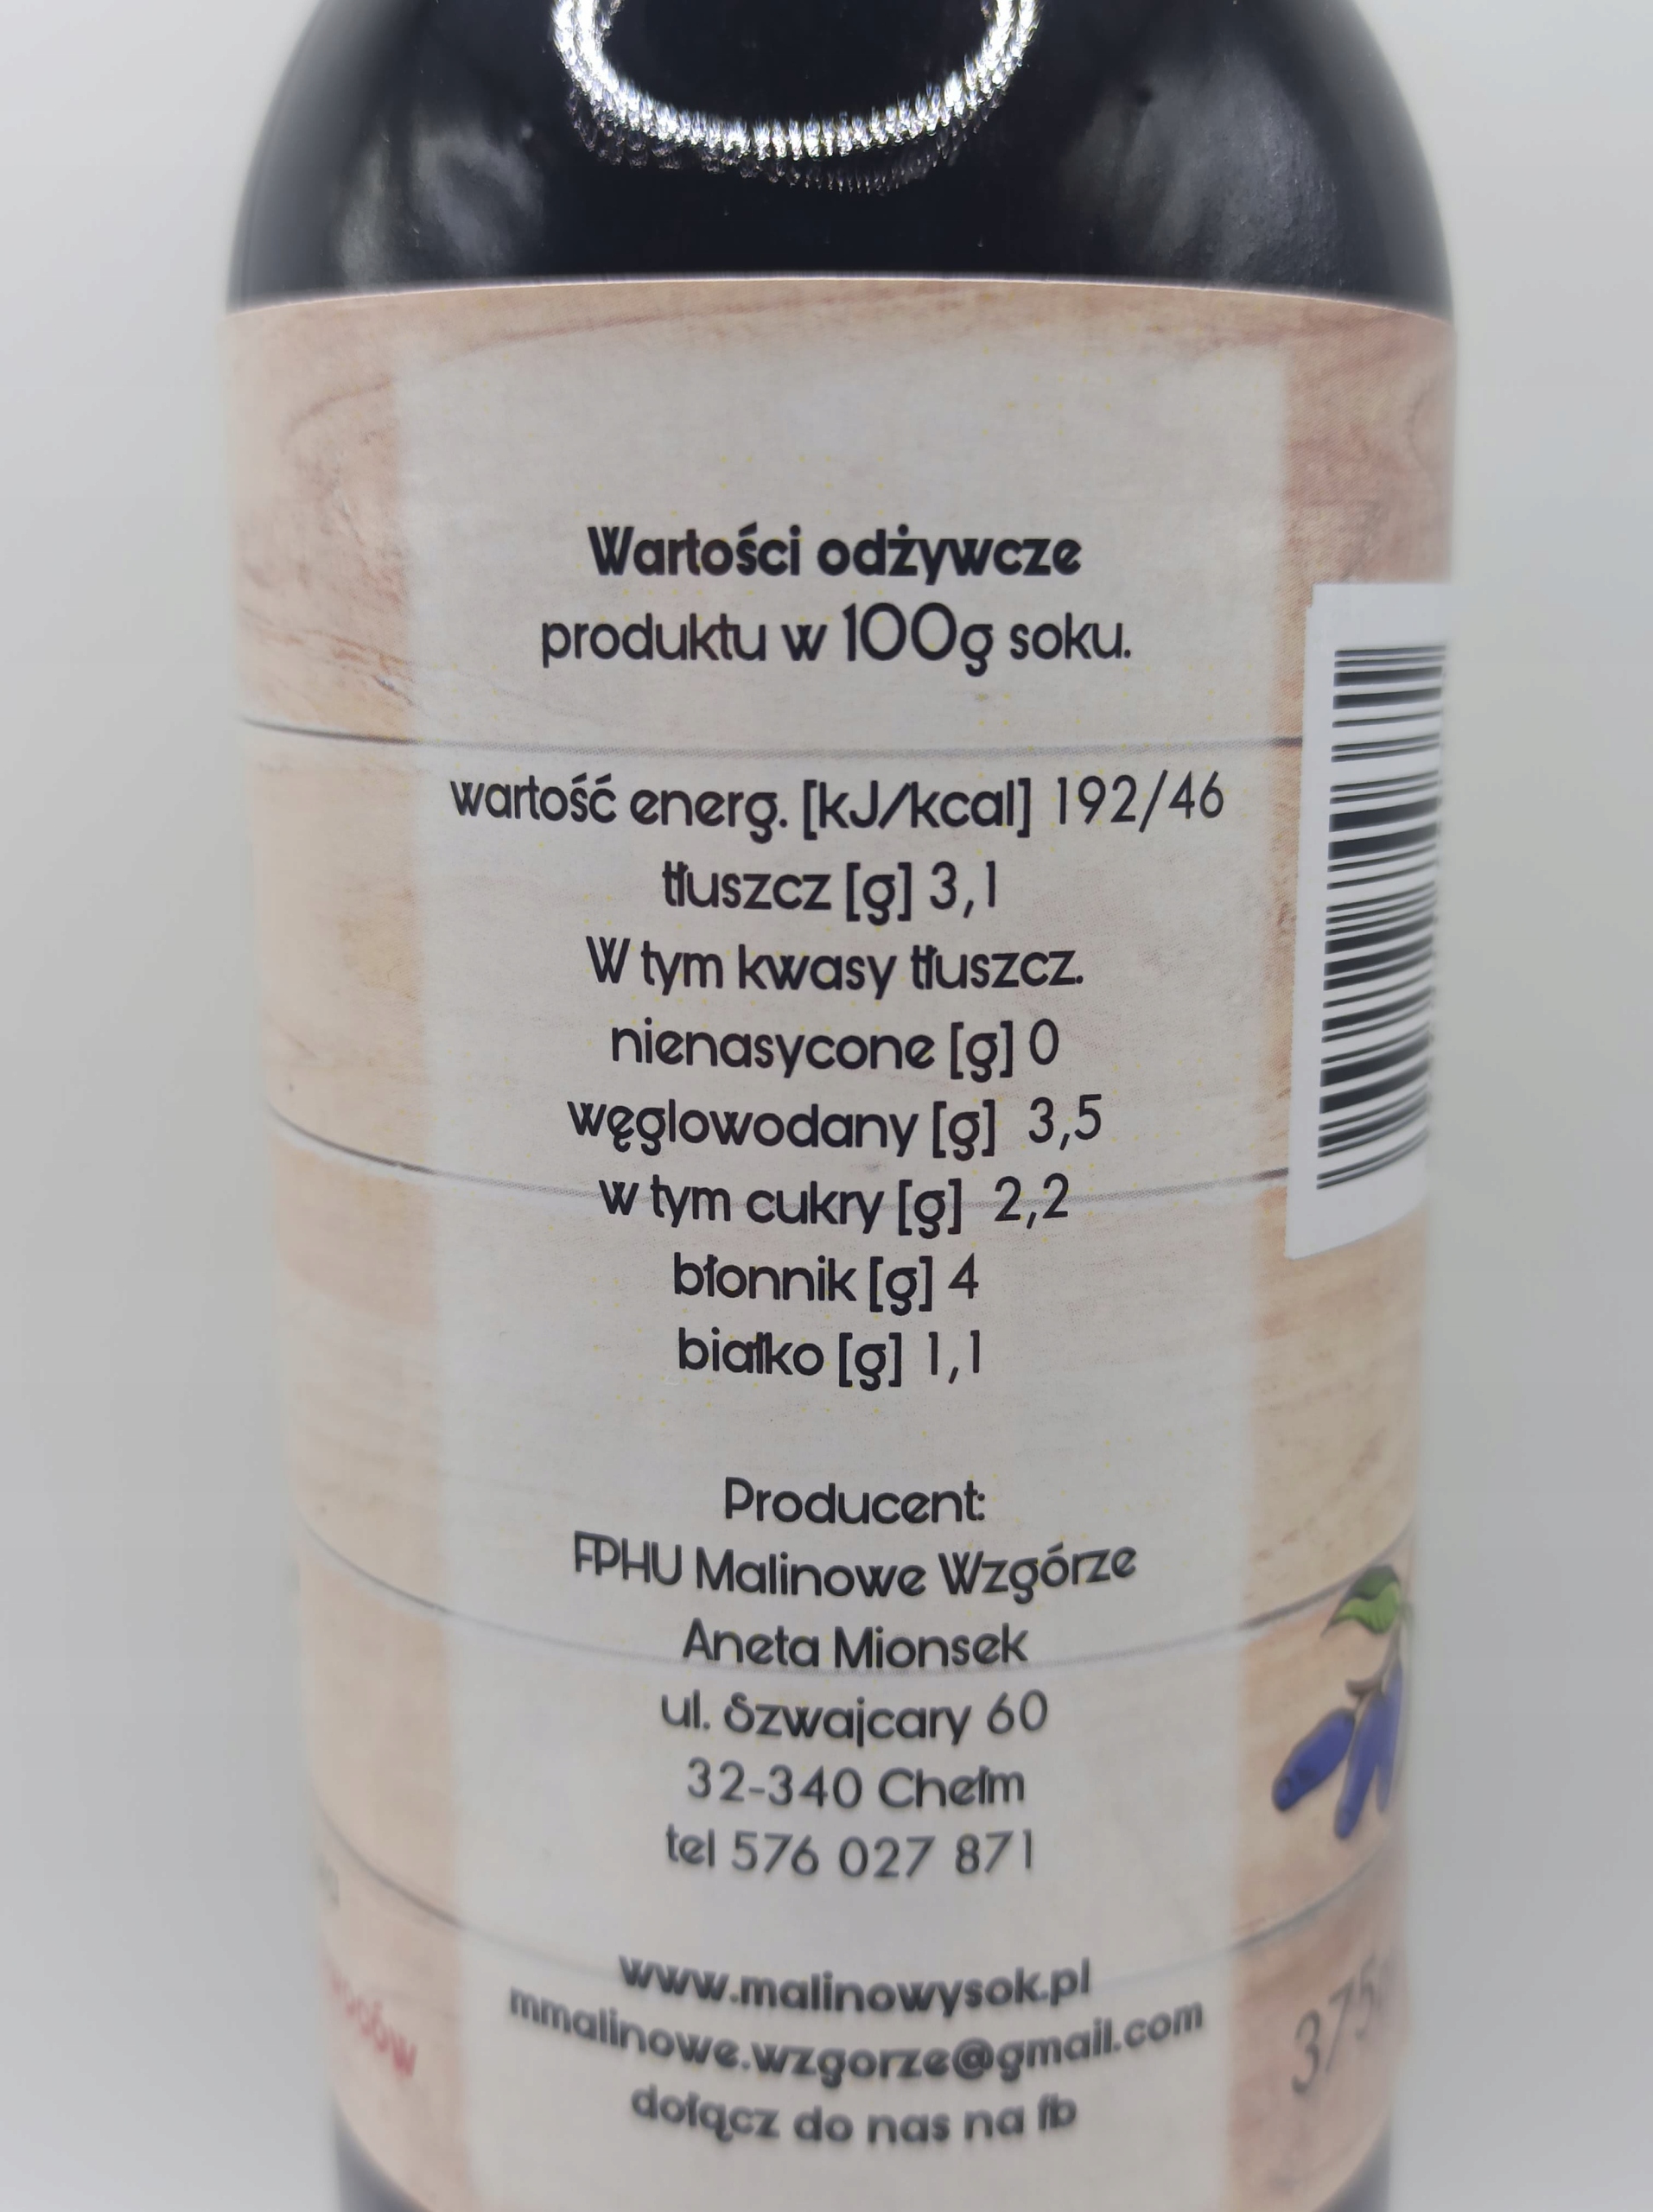 Wartości odżywcze
produktu w 100g soku.
wartość energ. [kJ/kcal] 192/46
tłuszcz [g] 3,1
W tym kwasy tłuszcz.
nienasycone [g] 0
węglowodany [g] 3,5
w tym cukry [g] 2,2
błonnik [g] 4
białko [g] 1,1
Producent:
FPHU Malinowe Wzgórze
Aneta Mionsek
ul. Szwajcary 60
32-340 Chełm
tel 576 027 871
www.malinowysok.pl
mmalinowe.wzgorze@gmail.com
dołącz do nas na fb
375